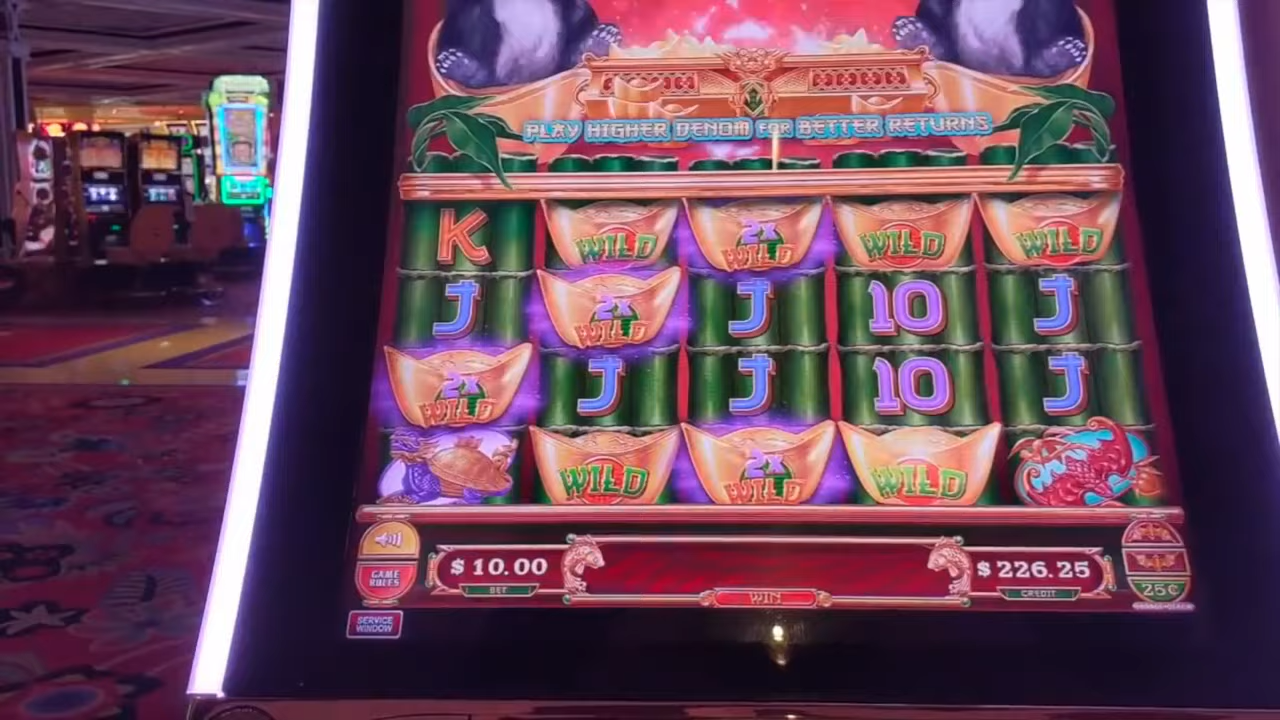 PLAY HIGHER DENOM FOR BETTER RETURNS
K WILD 2X WILD WILD WILD
J 2X WILD J 10 J
2X WILD J J 10 J
WILD 2X WILD WILD
GAME RULES
$10.00
BET
WIN
$226.25
CREDIT
25¢
SERVICE WINDOW